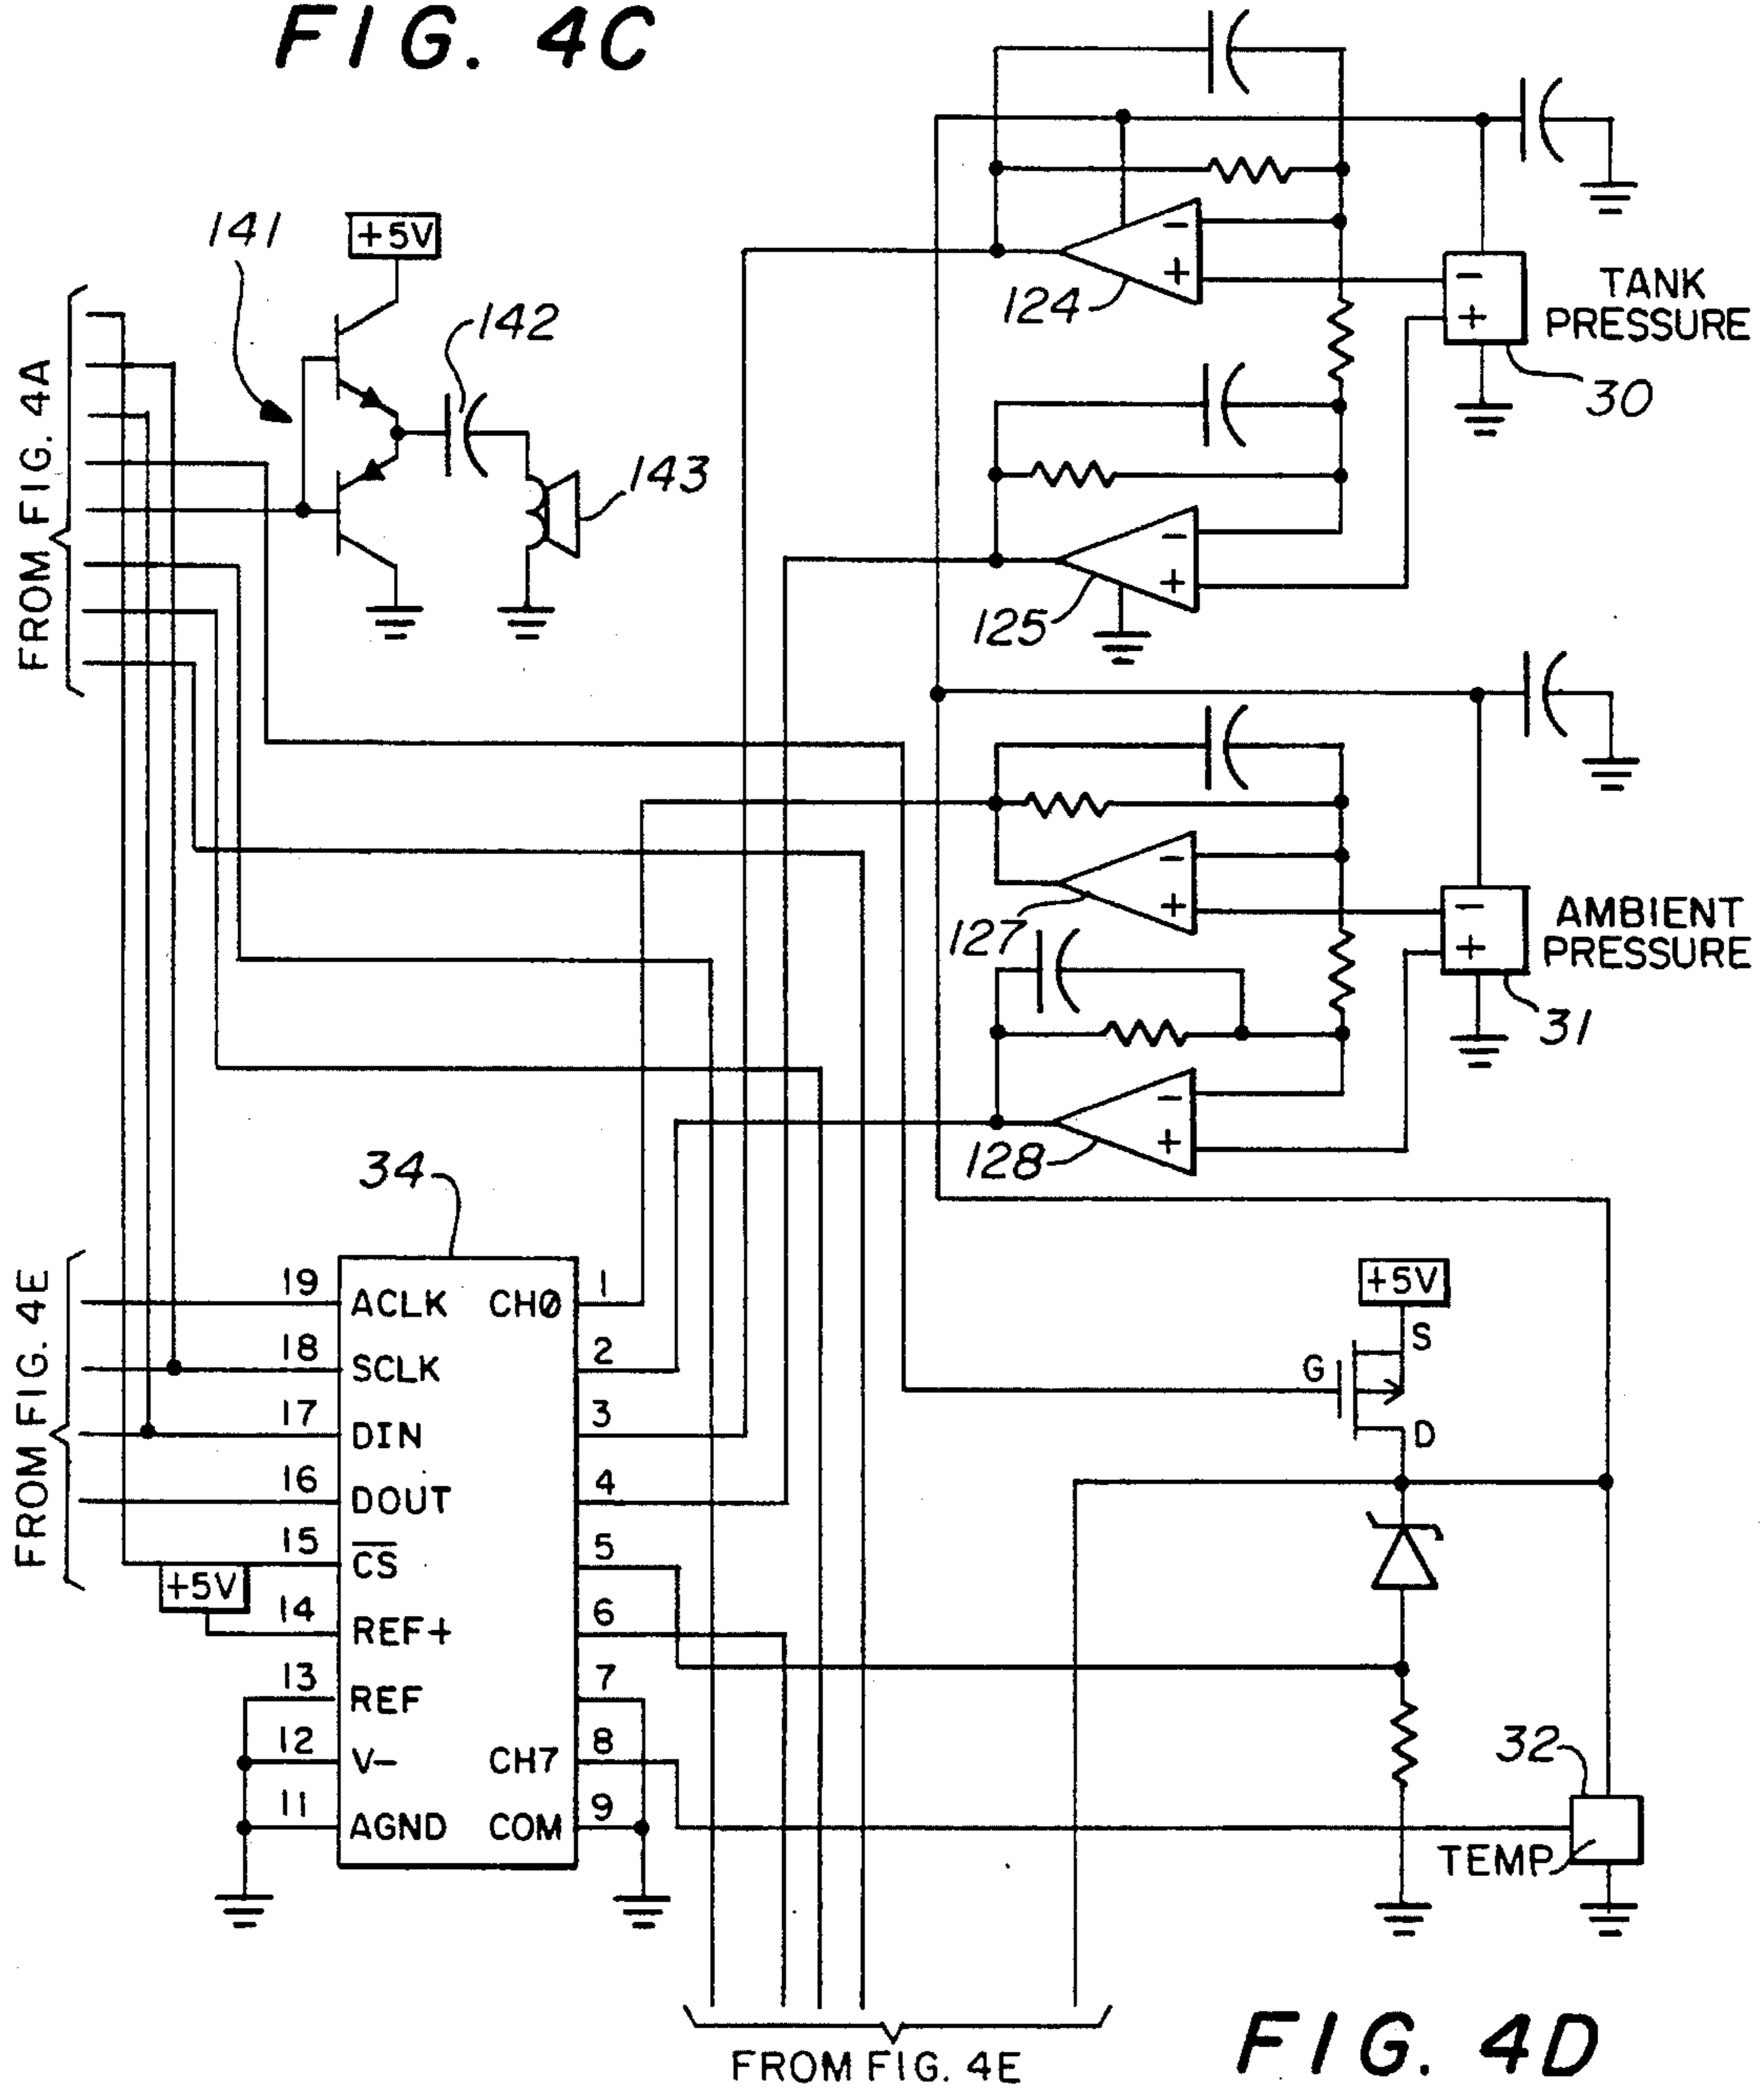 FIG. 4C
141
+5V
142
143
FROM FIG. 4A
124
−
+
−
+
TANK
PRESSURE
30
125
−
+
127
−
+
−
+
AMBIENT
PRESSURE
31
128
−
+
34
FROM FIG. 4E
19 ACLK CH0 1
18 SCLK 2
17 DIN 3
16 DOUT 4
15 CS 5
+5V
14 REF+ 6
13 REF 7
12 V− CH7 8
11 AGND COM 9
+5V
S
G
D
32
TEMP
FROM FIG. 4E
FIG. 4D